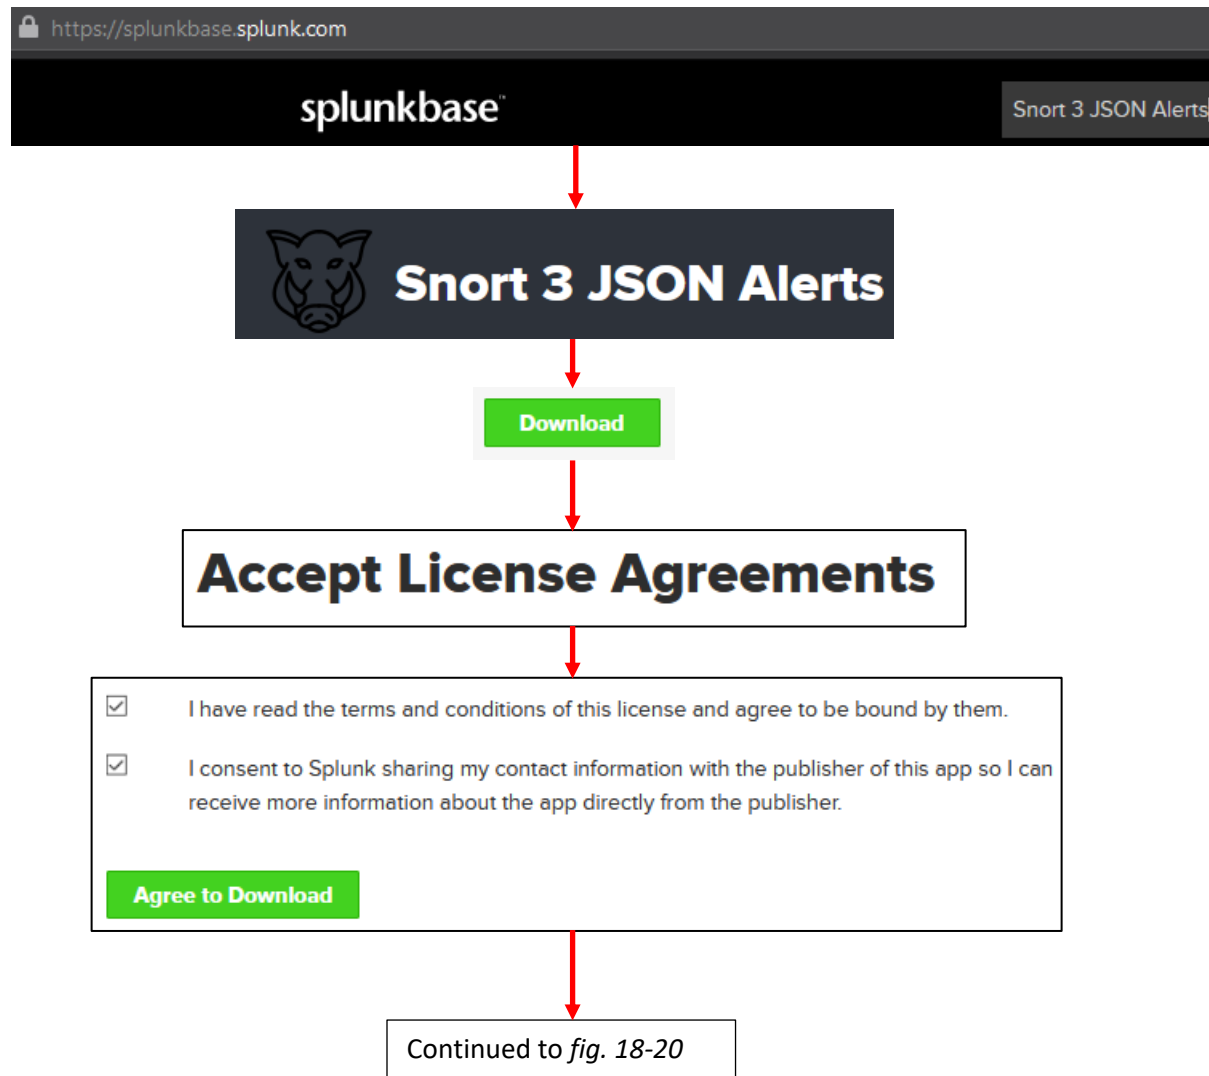 https://splunkbase.splunk.com
splunkbase™
Snort 3 JSON Alerts
Snort 3 JSON Alerts
Download
Accept License Agreements
I have read the terms and conditions of this license and agree to be bound by them.
I consent to Splunk sharing my contact information with the publisher of this app so I can
receive more information about the app directly from the publisher.
Agree to Download
Continued to fig. 18-20